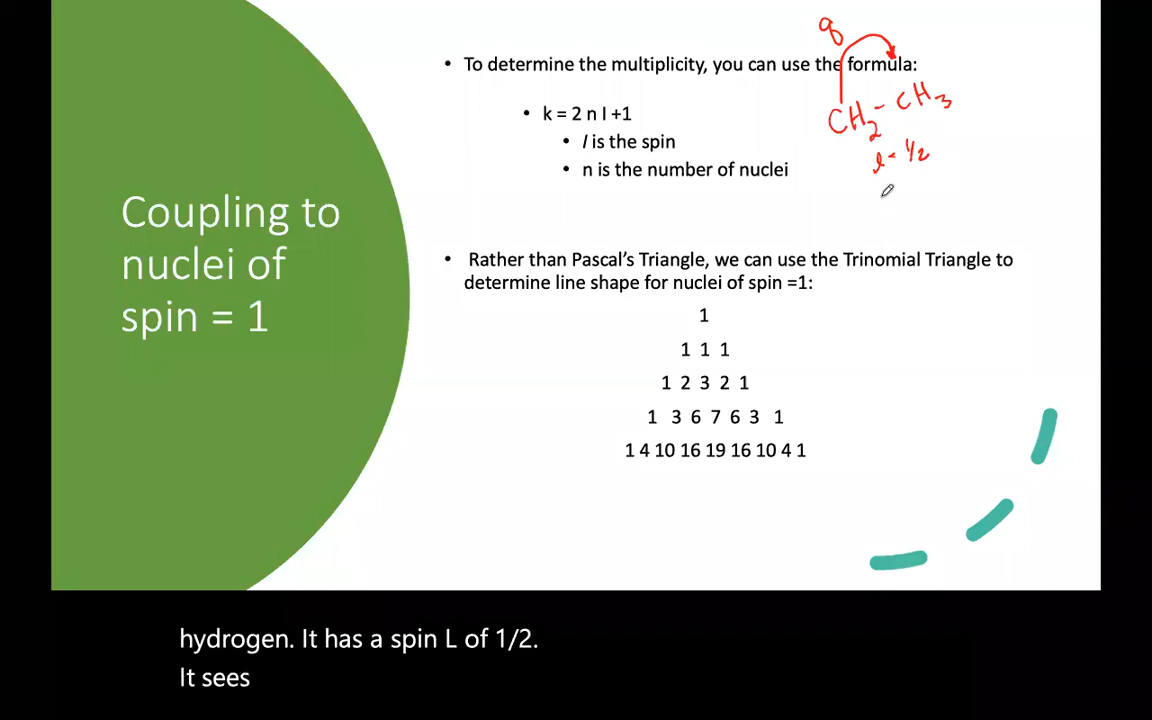 Coupling to
nuclei of
spin = 1
• To determine the multiplicity, you can use the formula:
• k = 2 n I +1
• I is the spin
• n is the number of nuclei
q
CH2 - CH3
l = 1/2
• Rather than Pascal's Triangle, we can use the Trinomial Triangle to
determine line shape for nuclei of spin =1:
1
1 1 1
1 2 3 2 1
1 3 6 7 6 3 1
1 4 10 16 19 16 10 4 1
hydrogen. It has a spin L of 1/2.
It sees